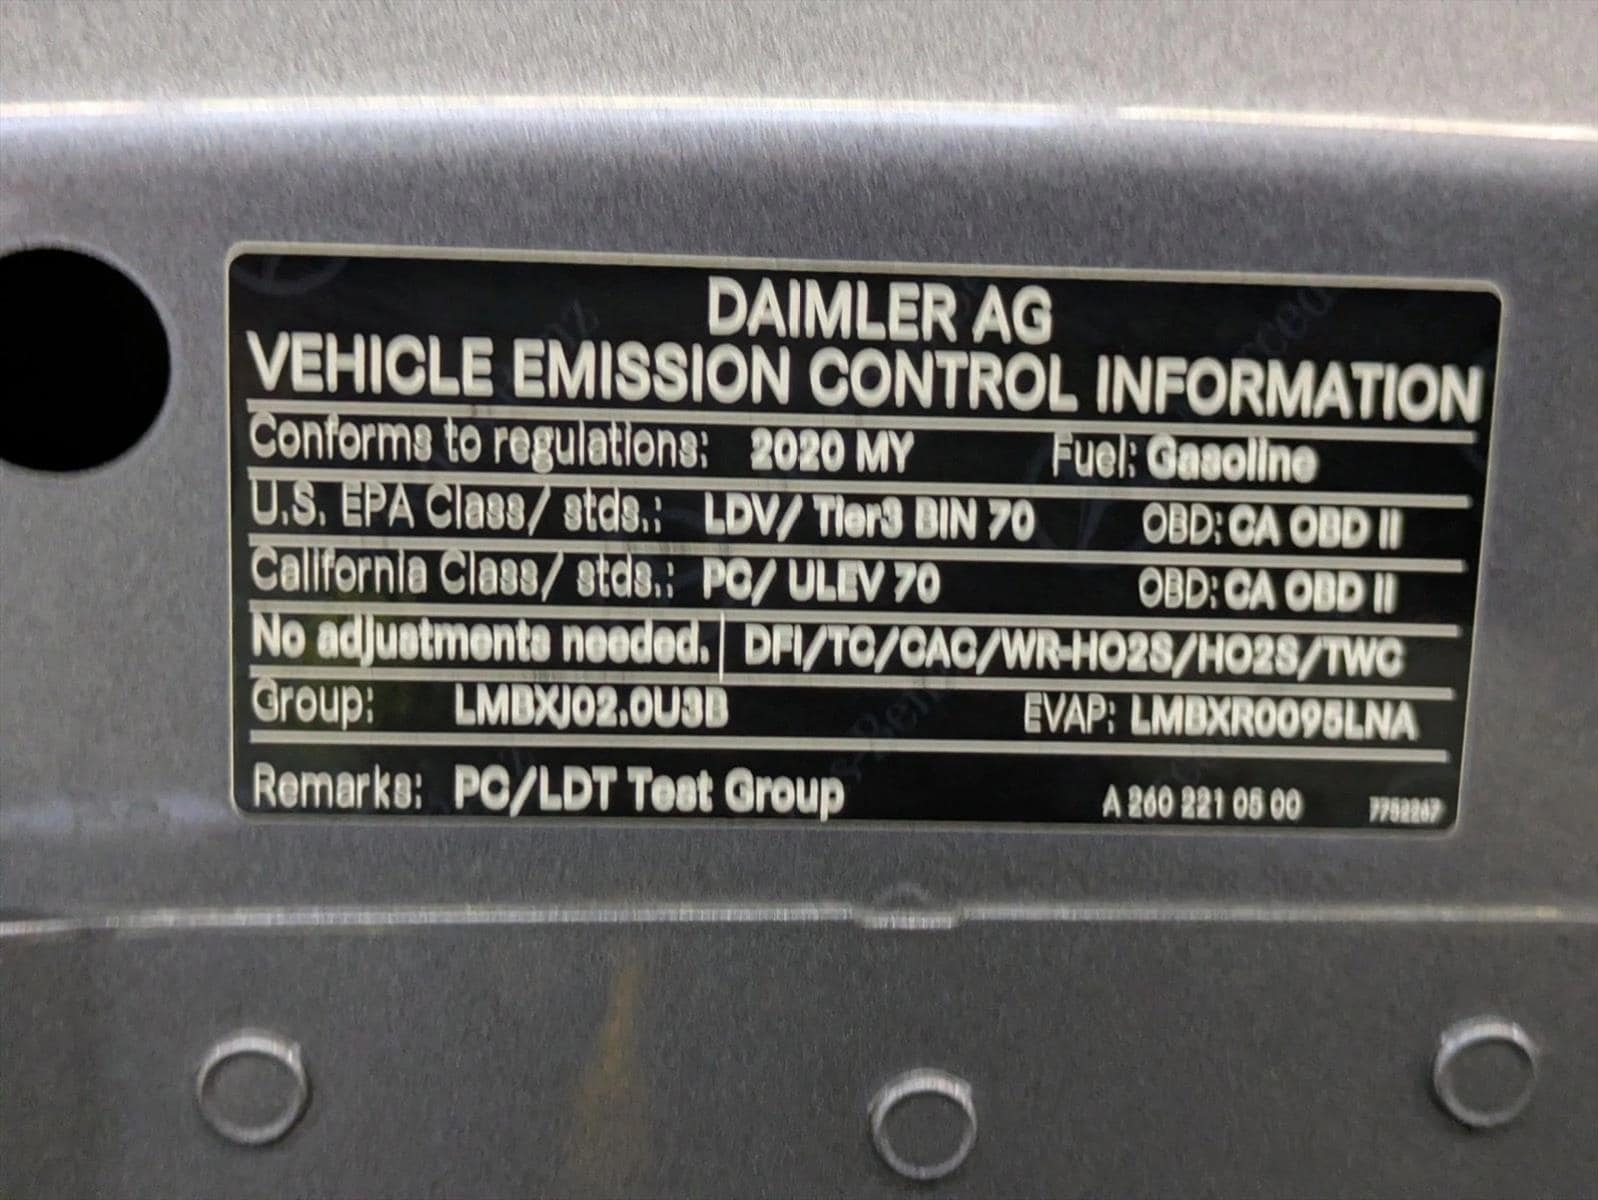 DAIMLER AG
VEHICLE EMISSION CONTROL INFORMATION
Conforms to regulations: 2020 MY Fuel: Gasoline
U.S. EPA Class/ stds.: LDV/ Tier3 BIN 70 OBD: CA OBD II
California Class/ stds.: PC/ ULEV 70 OBD: CA OBD II
No adjustments needed. DFI/TC/CAC/WR-HO2S/HO2S/TWC
Group: LMBXJ02.0U3B EVAP: LMBXR0095LNA
Remarks: PC/LDT Test Group A 260 221 05 00